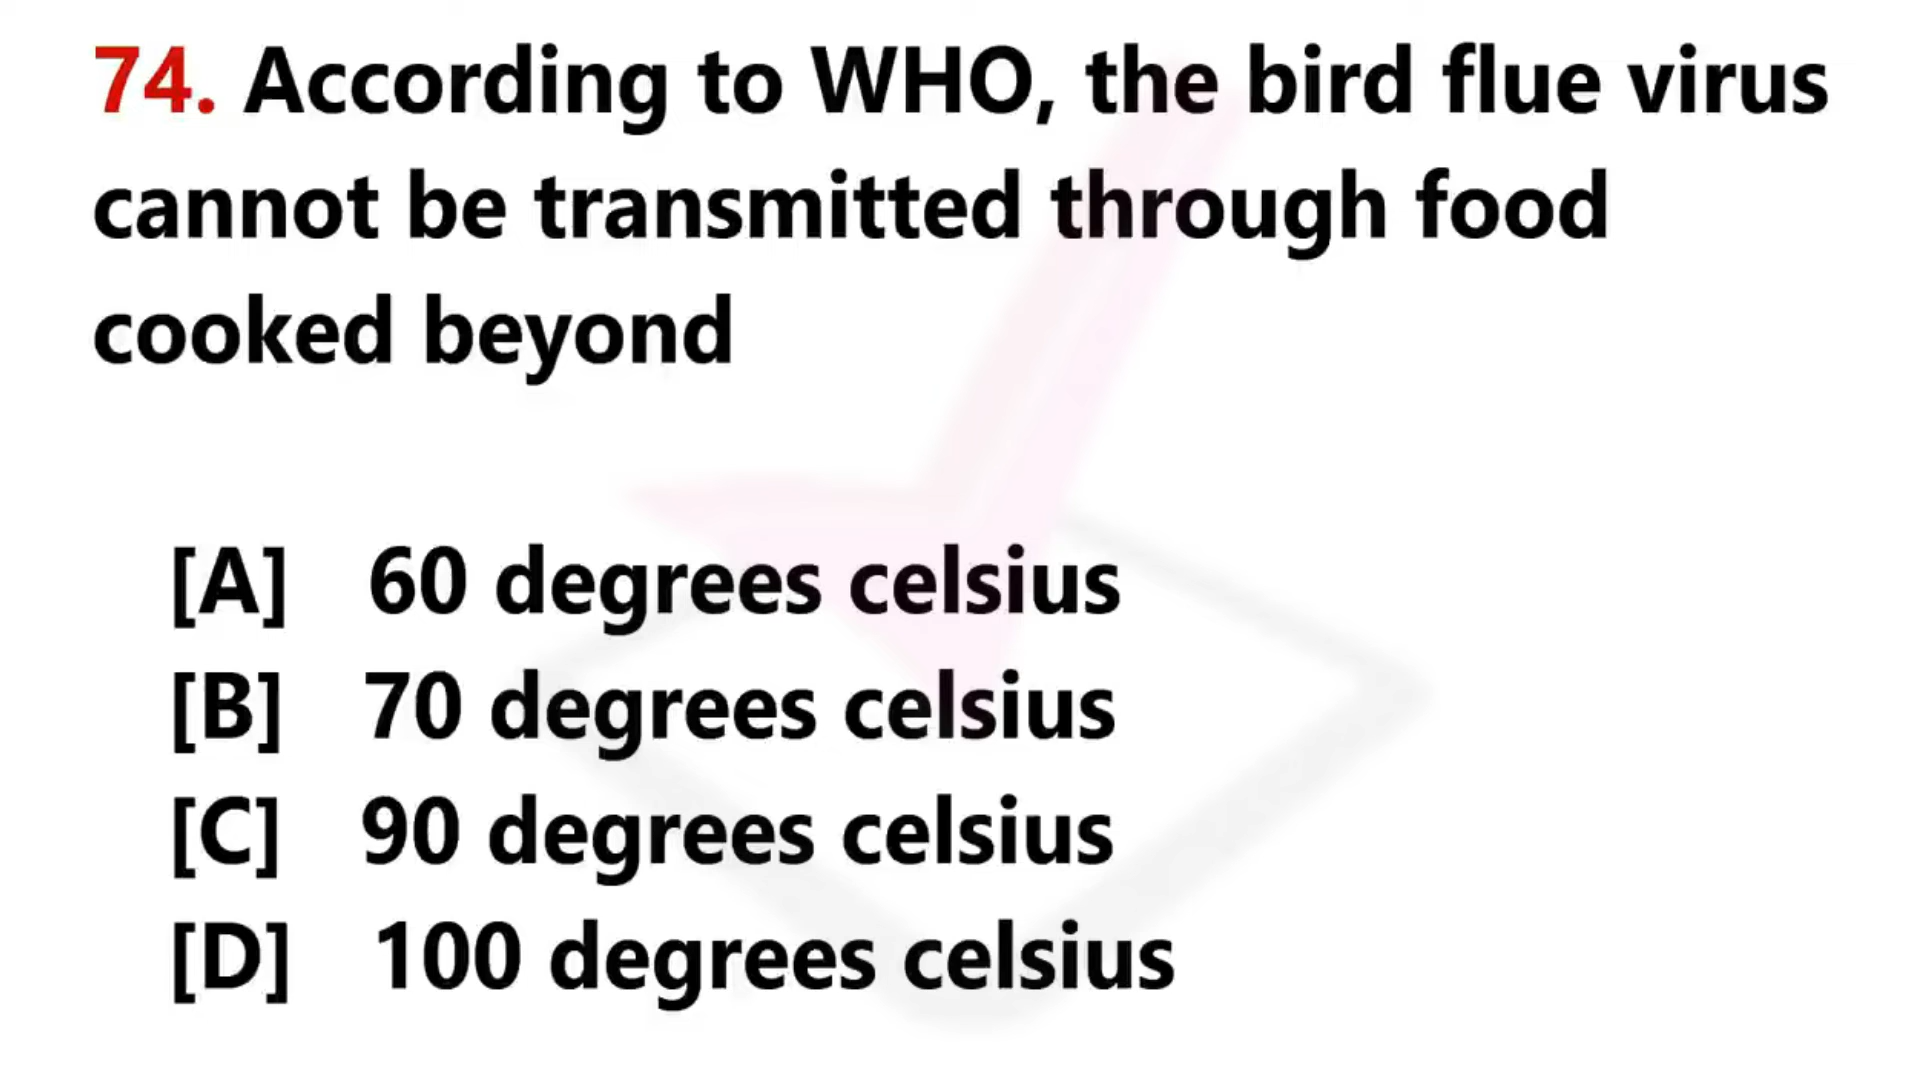 74. According to WHO, the bird flue virus
cannot be transmitted through food
cooked beyond
[A] 60 degrees celsius
[B] 70 degrees celsius
[C] 90 degrees celsius
[D] 100 degrees celsius